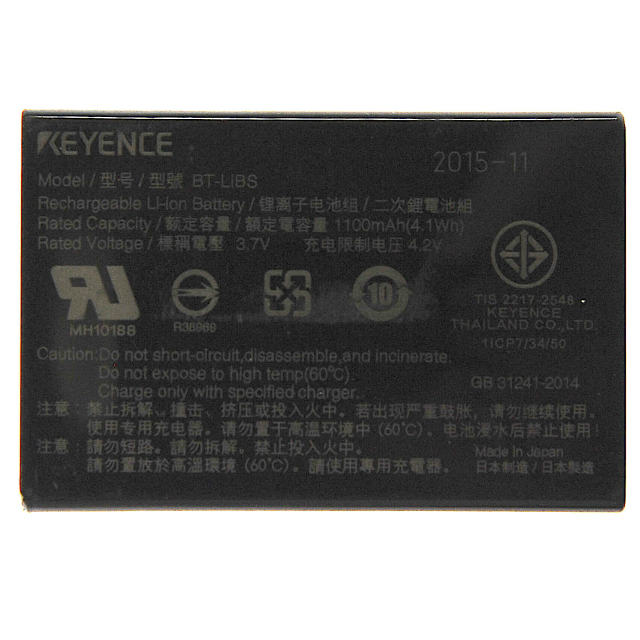 KEYENCE
2015-11
Model / 型号 / 型號 BT-LIBS
Rechargeable Li-Ion Battery / 锂离子电池组 / 二次鋰電池組
Rated Capacity / 额定容量 / 額定電容量 1100mAh(4.1Wh)
Rated Voltage / 標稱電壓 3.7V 充电限制电压 4.2V
MH10188
R38969
10
TIS 2217-2548
KEYENCE
THAILAND CO.,LTD.
1ICP7/34/50
Caution:Do not short-circuit,disassemble,and incinerate.
Do not expose to high temp(60°C).
Charge only with specified charger.
GB 31241-2014
注意：禁止拆解、撞击、挤压或投入火中。若出现严重鼓胀，请勿继续使用。
使用专用充电器。请勿置于高温环境中 (60°C)。电池浸水后禁止使用！
注意：請勿短路。請勿拆解。禁止投入火中。
請勿置放於高溫環境 (60°C)。請使用專用充電器。
Made in Japan
日本制造 / 日本製造